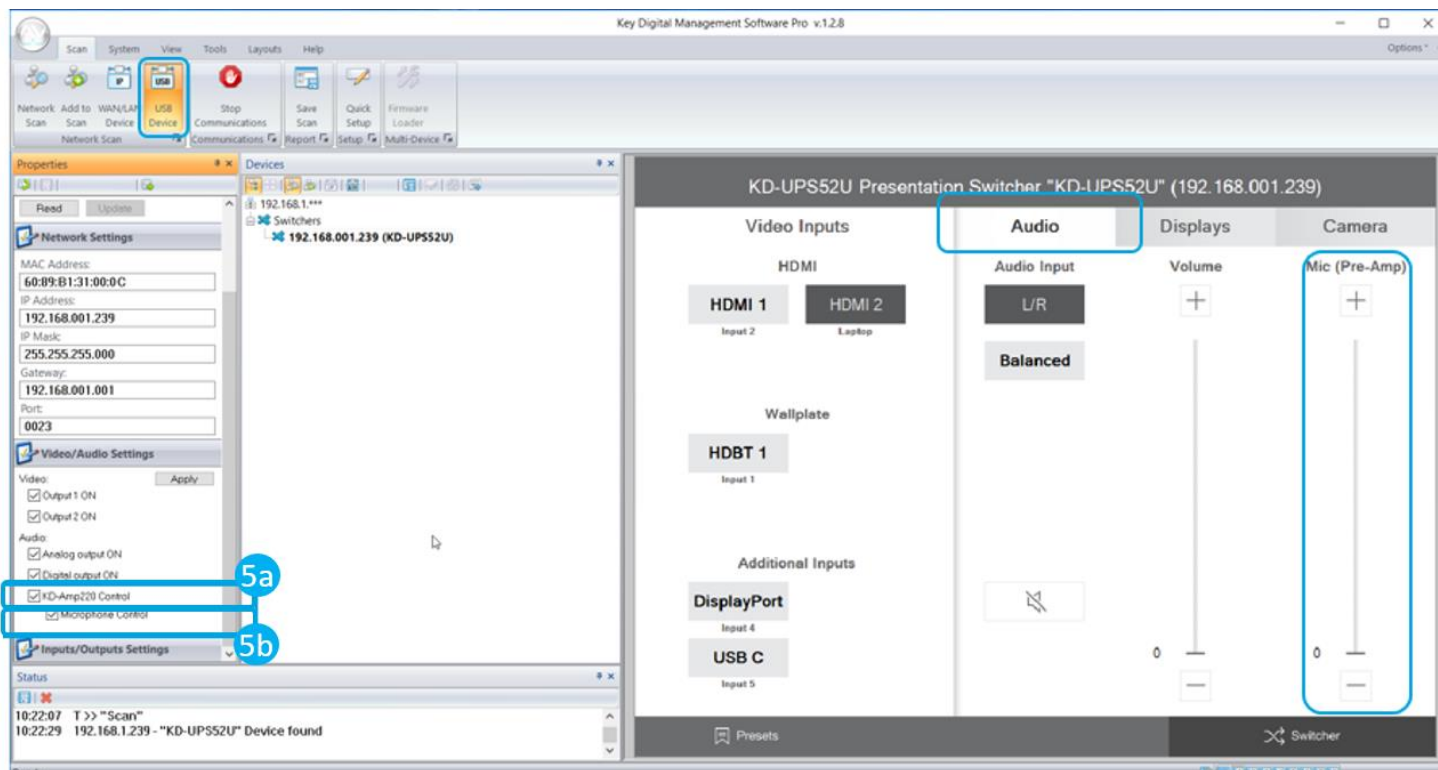 Key Digital Management Software Pro v.1.2.8
Scan System View Tools Layouts Help
Options
IP
USB
Network Scan
Add to Scan
WAN/LAN Device
USB Device
Stop Communications
Save Scan
Quick Setup
Firmware Loader
Network Scan
Communications
Report
Setup
Multi-Device
Properties
Read Update
Network Settings
MAC Address:
60:89:B1:31:00:0C
IP Address:
192.168.001.239
IP Mask:
255.255.255.000
Gateway:
192.168.001.001
Port:
0023
Video/Audio Settings
Video: Apply
Output 1 ON
Output 2 ON
Audio:
Analog output ON
Digital output ON
5a
KD-Amp220 Control
Microphone Control
5b
Inputs/Outputs Settings
Devices
192.168.1.***
Switchers
192.168.001.239 (KD-UPS52U)
Status
10:22:07 T >> "Scan"
10:22:29 192.168.1.239 - "KD-UPS52U" Device found
KD-UPS52U Presentation Switcher "KD-UPS52U" (192.168.001.239)
Video Inputs
Audio
Displays
Camera
HDMI
HDMI 1 HDMI 2
Input 2 Laptop
Wallplate
HDBT 1
Input 1
Additional Inputs
DisplayPort
Input 4
USB C
Input 5
Audio Input
L/R
Balanced
Volume
+
0
−
Mic (Pre-Amp)
+
0
−
Presets
Switcher